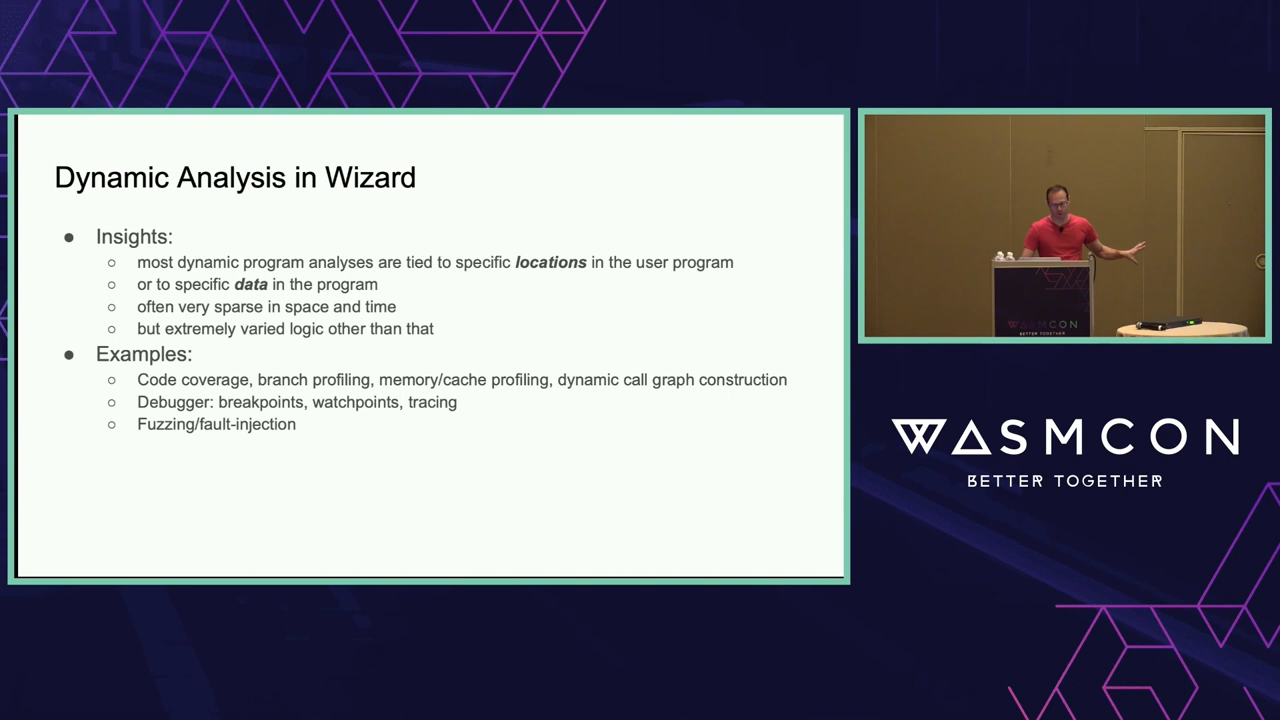 Dynamic Analysis in Wizard
● Insights:
○ most dynamic program analyses are tied to specific locations in the user program
○ or to specific data in the program
○ often very sparse in space and time
○ but extremely varied logic other than that
● Examples:
○ Code coverage, branch profiling, memory/cache profiling, dynamic call graph construction
○ Debugger: breakpoints, watchpoints, tracing
○ Fuzzing/fault-injection
WASMCON
BETTER TOGETHER
WASMCON
BETTER TOGETHER